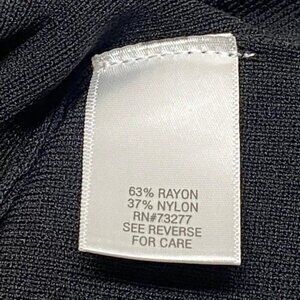 63% RAYON
37% NYLON
RN#73277
SEE REVERSE
FOR CARE